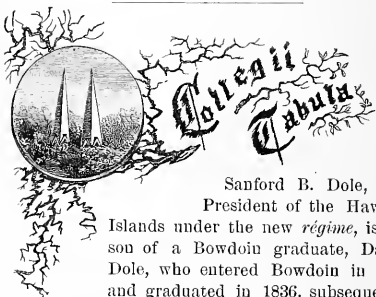 Collegii
Tabula.
Sanford B. Dole,
President of the Haw
Islands under the new régime, is
son of a Bowdoin graduate, Da
Dole, who entered Bowdoin in
and graduated in 1836, subseque